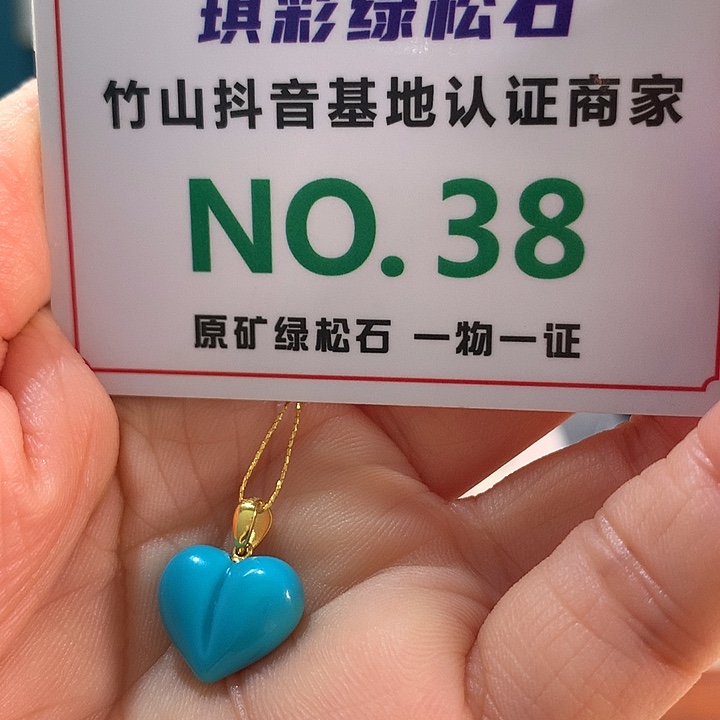 琪彩绿松石
竹山抖音基地认证商家
NO.38
原矿绿松石 一物一证